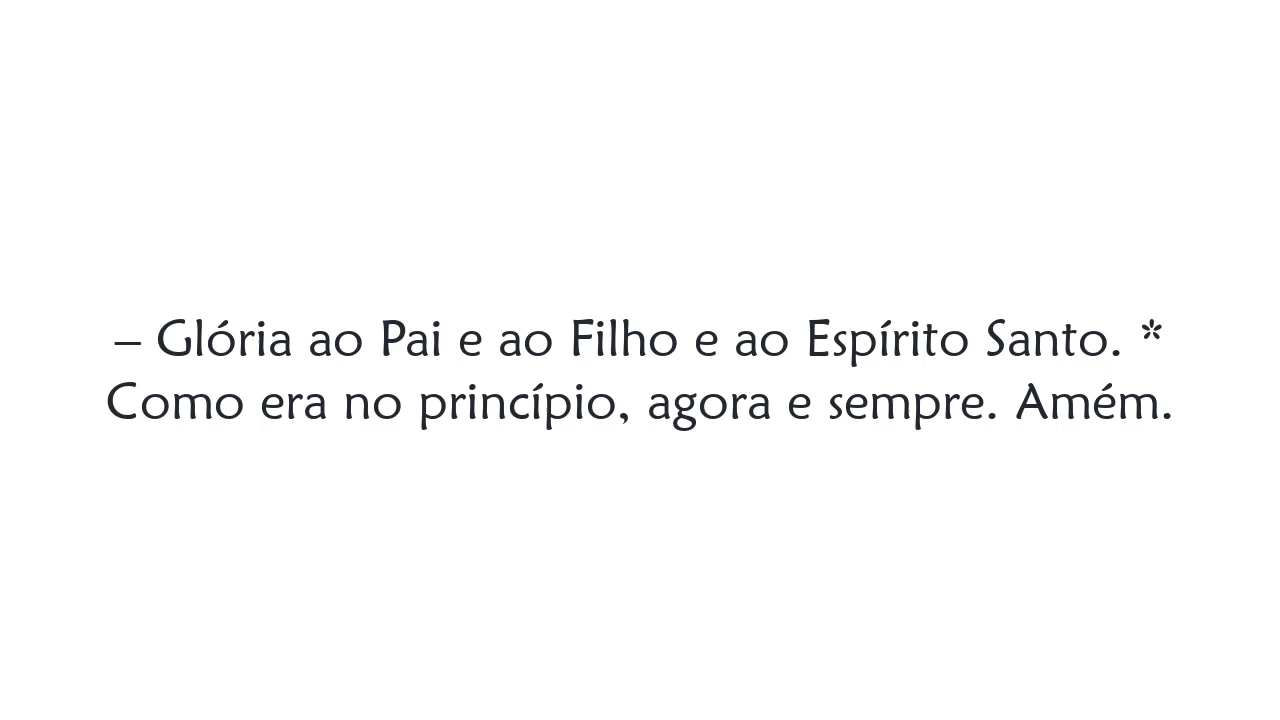 – Glória ao Pai e ao Filho e ao Espírito Santo. *
Como era no princípio, agora e sempre. Amém.